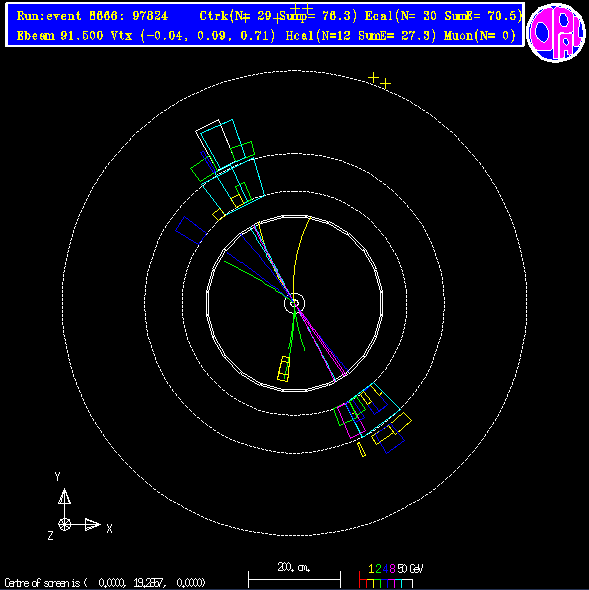 Run:event 8666: 97824 Ctrk(N= 29 Sump= 76.3) Ecal(N= 30 SumE= 70.5)
Ebeam 91.500 Vtx (-0.04, 0.09, 0.71) Hcal(N=12 SumE= 27.3) Muon(N= 0)
OPAL
Y
X
Z
200. cm.
1 2 4 8 50 GeV
Centre of screen is ( 0.0000, 19.2857, 0.0000)